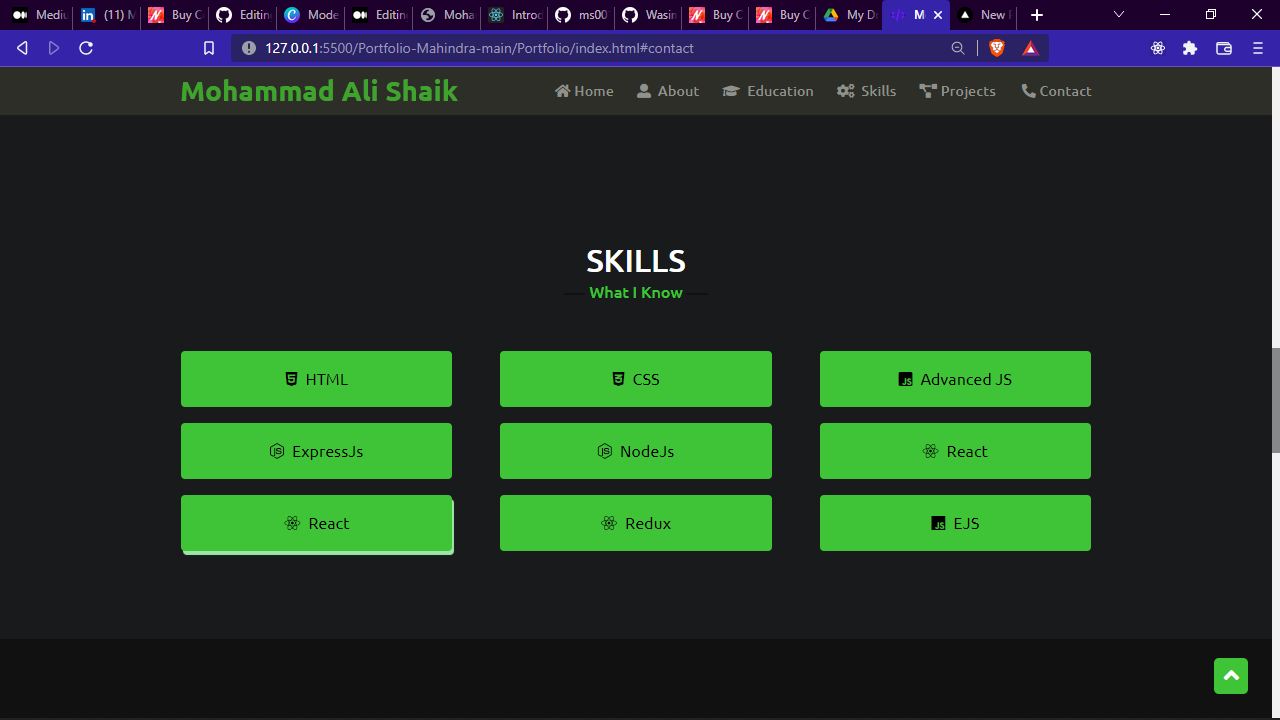 Mediu (11) M Buy C Editin Mode Editin Moha Introd ms00 Wasin Buy C Buy C My Dr M New P
127.0.0.1:5500/Portfolio-Mahindra-main/Portfolio/index.html#contact
Mohammad Ali Shaik Home About Education Skills Projects Contact
SKILLS
What I Know
HTML CSS Advanced JS
ExpressJs NodeJs React
React Redux EJS